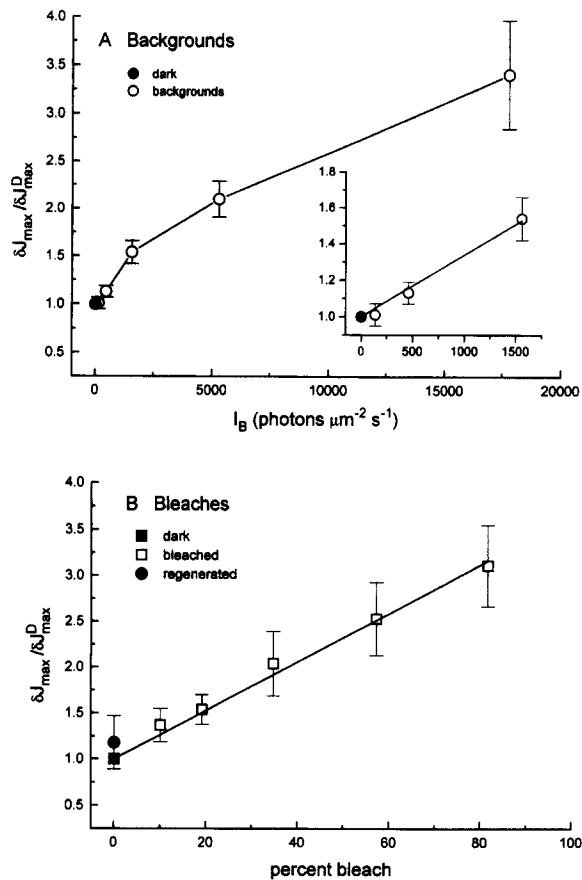 A Backgrounds
dark
backgrounds
δJmax /δJᴰmax
4.0
3.5
3.0
2.5
2.0
1.5
1.0
0.5
1.8
1.6
1.4
1.2
1.0
0 500 1000 1500
0 5000 10000 15000 20000
I_B (photons μm⁻² s⁻¹)
B Bleaches
dark
bleached
regenerated
δJmax /δJᴰmax
4.0
3.5
3.0
2.5
2.0
1.5
1.0
0.5
0 20 40 60 80 100
percent bleach